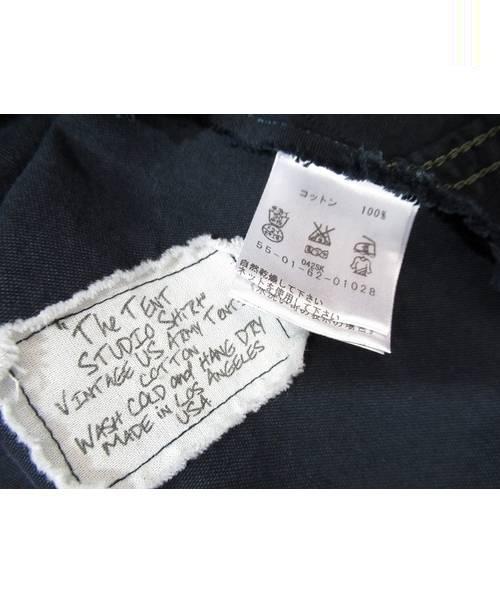 コットン 100%
55-01-62-01028
042SK
自然乾燥して下さい
ネットを使用して下さい
"The TENT
STUDIO SHIRT"
VINTAGE US ARMY TENT
COTTON
WASH COLD and HANG DRY
MADE in LOS ANGELES
USA